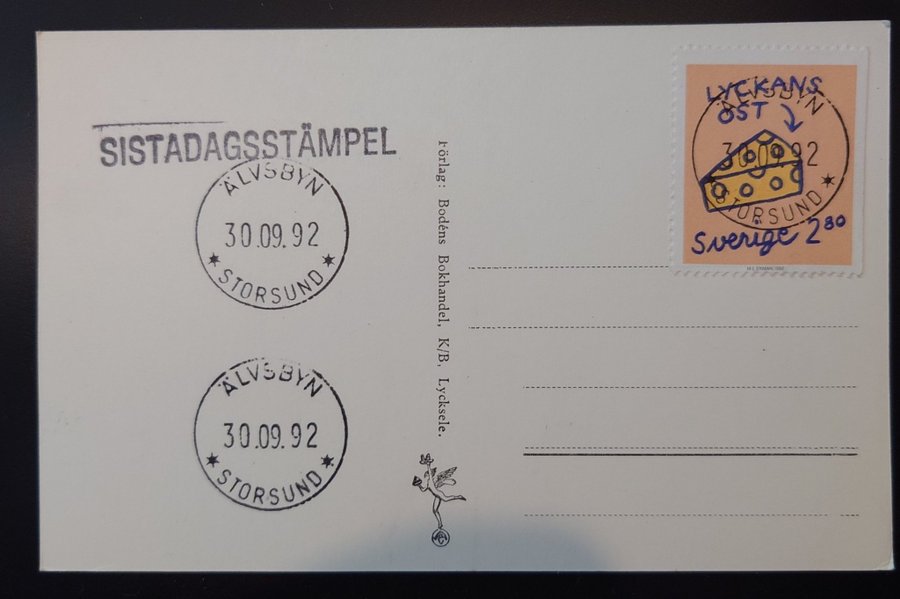 SISTADAGSSTÄMPEL
ÄLVSBYN
30.09.92
STORSUND
ÄLVSBYN
30.09.92
STORSUND
Förlag: Bodéns Bokhandel, K/B, Lycksele.
LYCKANS
OST
Sverige 2 80
ÄLVSBYN
30.09.92
STORSUND